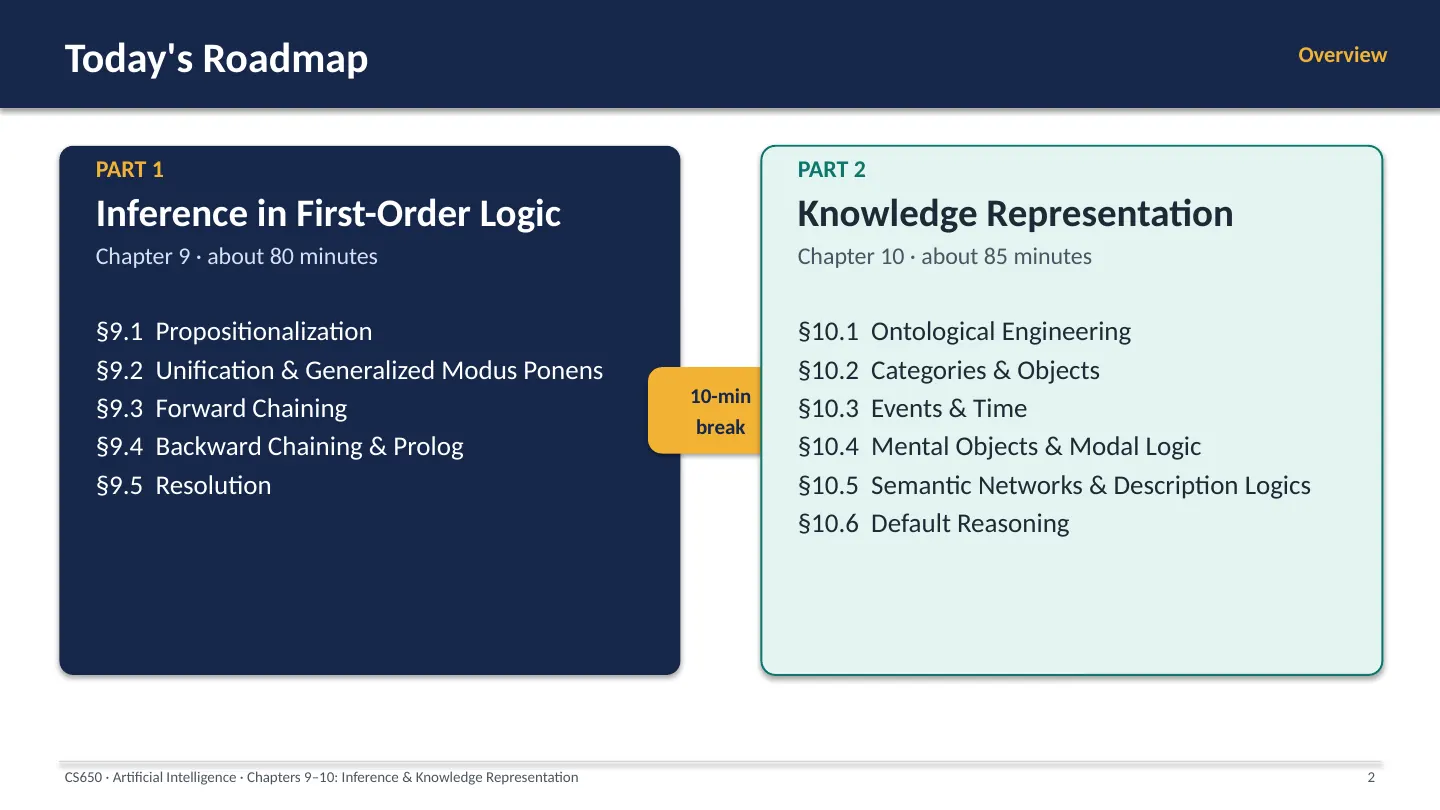 Today's Roadmap
Overview
PART 1
Inference in First-Order Logic
Chapter 9 · about 80 minutes
§9.1 Propositionalization
§9.2 Unification & Generalized Modus Ponens
§9.3 Forward Chaining
§9.4 Backward Chaining & Prolog
§9.5 Resolution
10-min
break
PART 2
Knowledge Representation
Chapter 10 · about 85 minutes
§10.1 Ontological Engineering
§10.2 Categories & Objects
§10.3 Events & Time
§10.4 Mental Objects & Modal Logic
§10.5 Semantic Networks & Description Logics
§10.6 Default Reasoning
CS650 · Artificial Intelligence · Chapters 9–10: Inference & Knowledge Representation
2